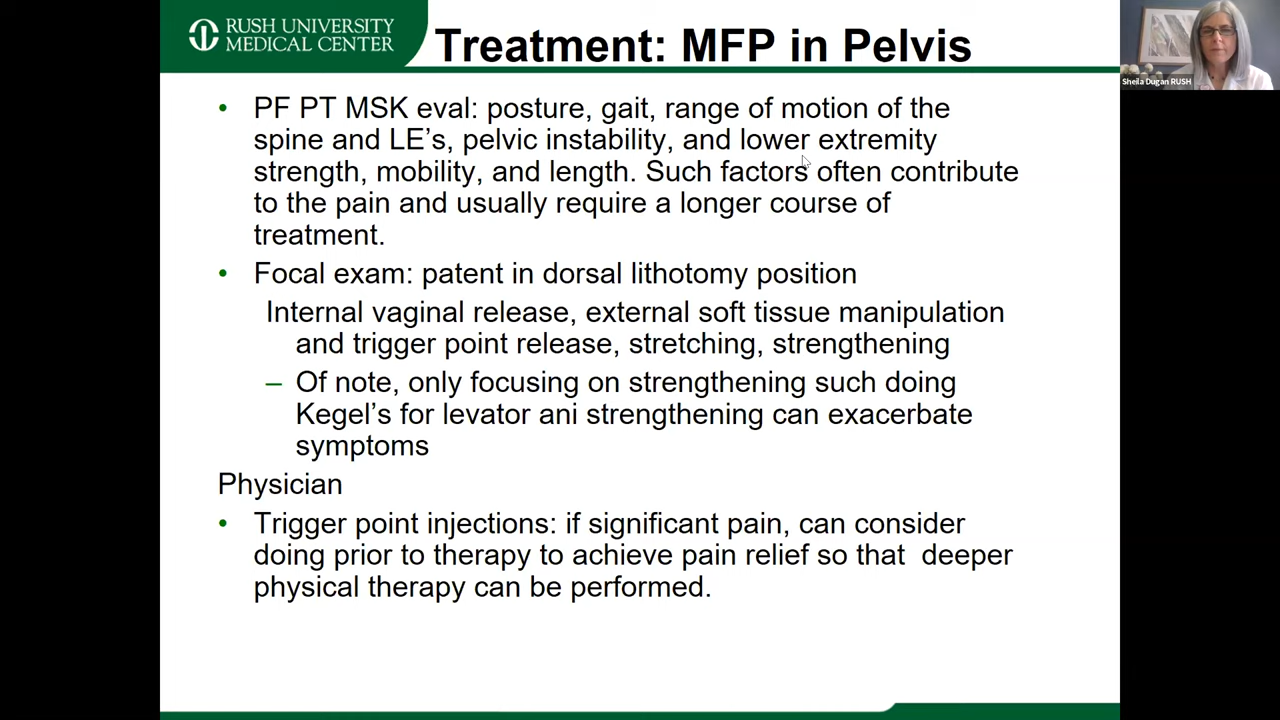 RUSH UNIVERSITY
MEDICAL CENTER
Treatment: MFP in Pelvis
Sheila Dugan RUSH
• PF PT MSK eval: posture, gait, range of motion of the
spine and LE's, pelvic instability, and lower extremity
strength, mobility, and length. Such factors often contribute
to the pain and usually require a longer course of
treatment.
• Focal exam: patent in dorsal lithotomy position
Internal vaginal release, external soft tissue manipulation
and trigger point release, stretching, strengthening
– Of note, only focusing on strengthening such doing
Kegel's for levator ani strengthening can exacerbate
symptoms
Physician
• Trigger point injections: if significant pain, can consider
doing prior to therapy to achieve pain relief so that  deeper
physical therapy can be performed.